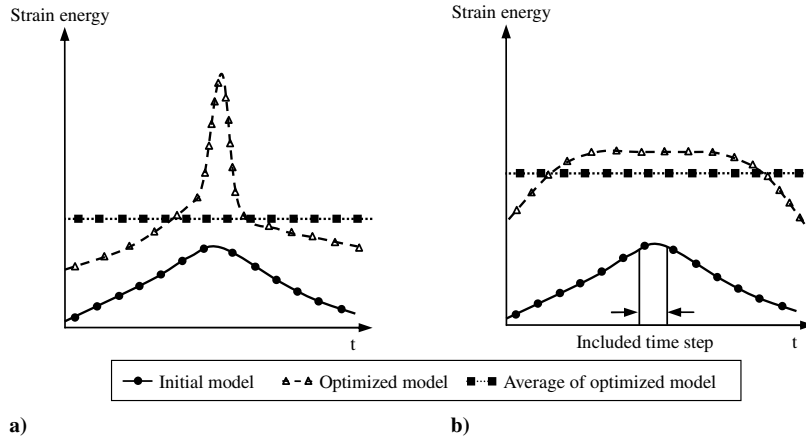 Strain energy
t
a)
Strain energy
Included time step
t
b)
Initial model
Optimized model
Average of optimized model